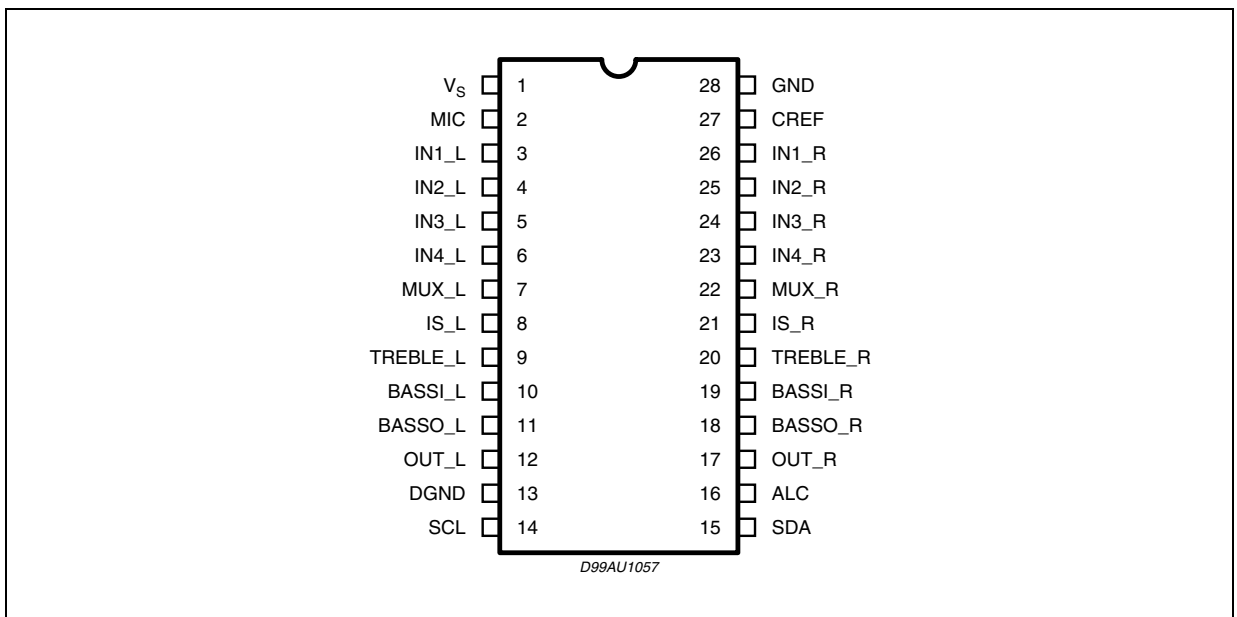 V_S 1 28 GND
MIC 2 27 CREF
IN1_L 3 26 IN1_R
IN2_L 4 25 IN2_R
IN3_L 5 24 IN3_R
IN4_L 6 23 IN4_R
MUX_L 7 22 MUX_R
IS_L 8 21 IS_R
TREBLE_L 9 20 TREBLE_R
BASSI_L 10 19 BASSI_R
BASSO_L 11 18 BASSO_R
OUT_L 12 17 OUT_R
DGND 13 16 ALC
SCL 14 15 SDA
D99AU1057